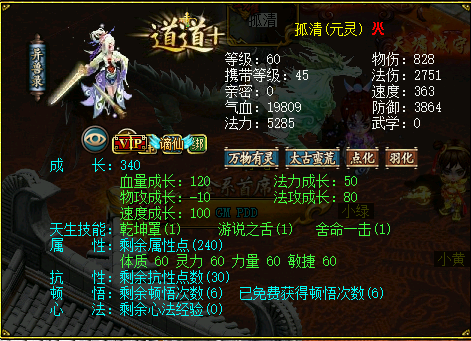 孤清
孤清(元灵)
道道
异兽录
等级：60 物伤：828
携带等级：45 法伤：2751
亲密：0 速度：363
气血：19809 防御：3864
法力：5285 武学：0
VIP 谪仙 绑
万物有灵 太古蛮荒 点化 羽化
成 长：340
血量成长：120 法力成长：50
物攻成长：-10 法攻成长：80
速度成长：100
GM PDD
小绿
天生技能：乾坤罩(1) 游说之舌(1) 舍命一击(1)
属 性：剩余属性点(240)
体质 60 灵力 60 力量 60 敏捷 60
小黄
抗 性：剩余抗性点数(30)
顿 悟：剩余顿悟次数(6) 已免费获得顿悟次数(6)
心 法：剩余心法经验(0)